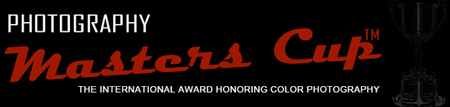 PHOTOGRAPHY
Masters Cup™
THE INTERNATIONAL AWARD HONORING COLOR PHOTOGRAPHY